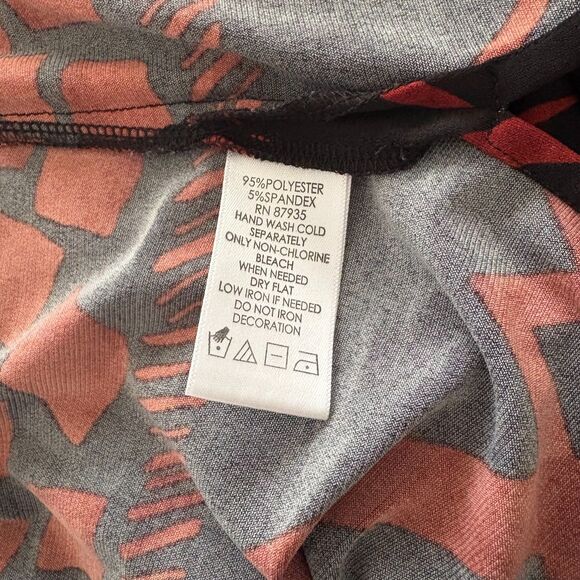 95%POLYESTER
5%SPANDEX
RN 87935
HAND WASH COLD
SEPARATELY
ONLY NON-CHLORINE
BLEACH
WHEN NEEDED
DRY FLAT
LOW IRON IF NEEDED
DO NOT IRON
DECORATION